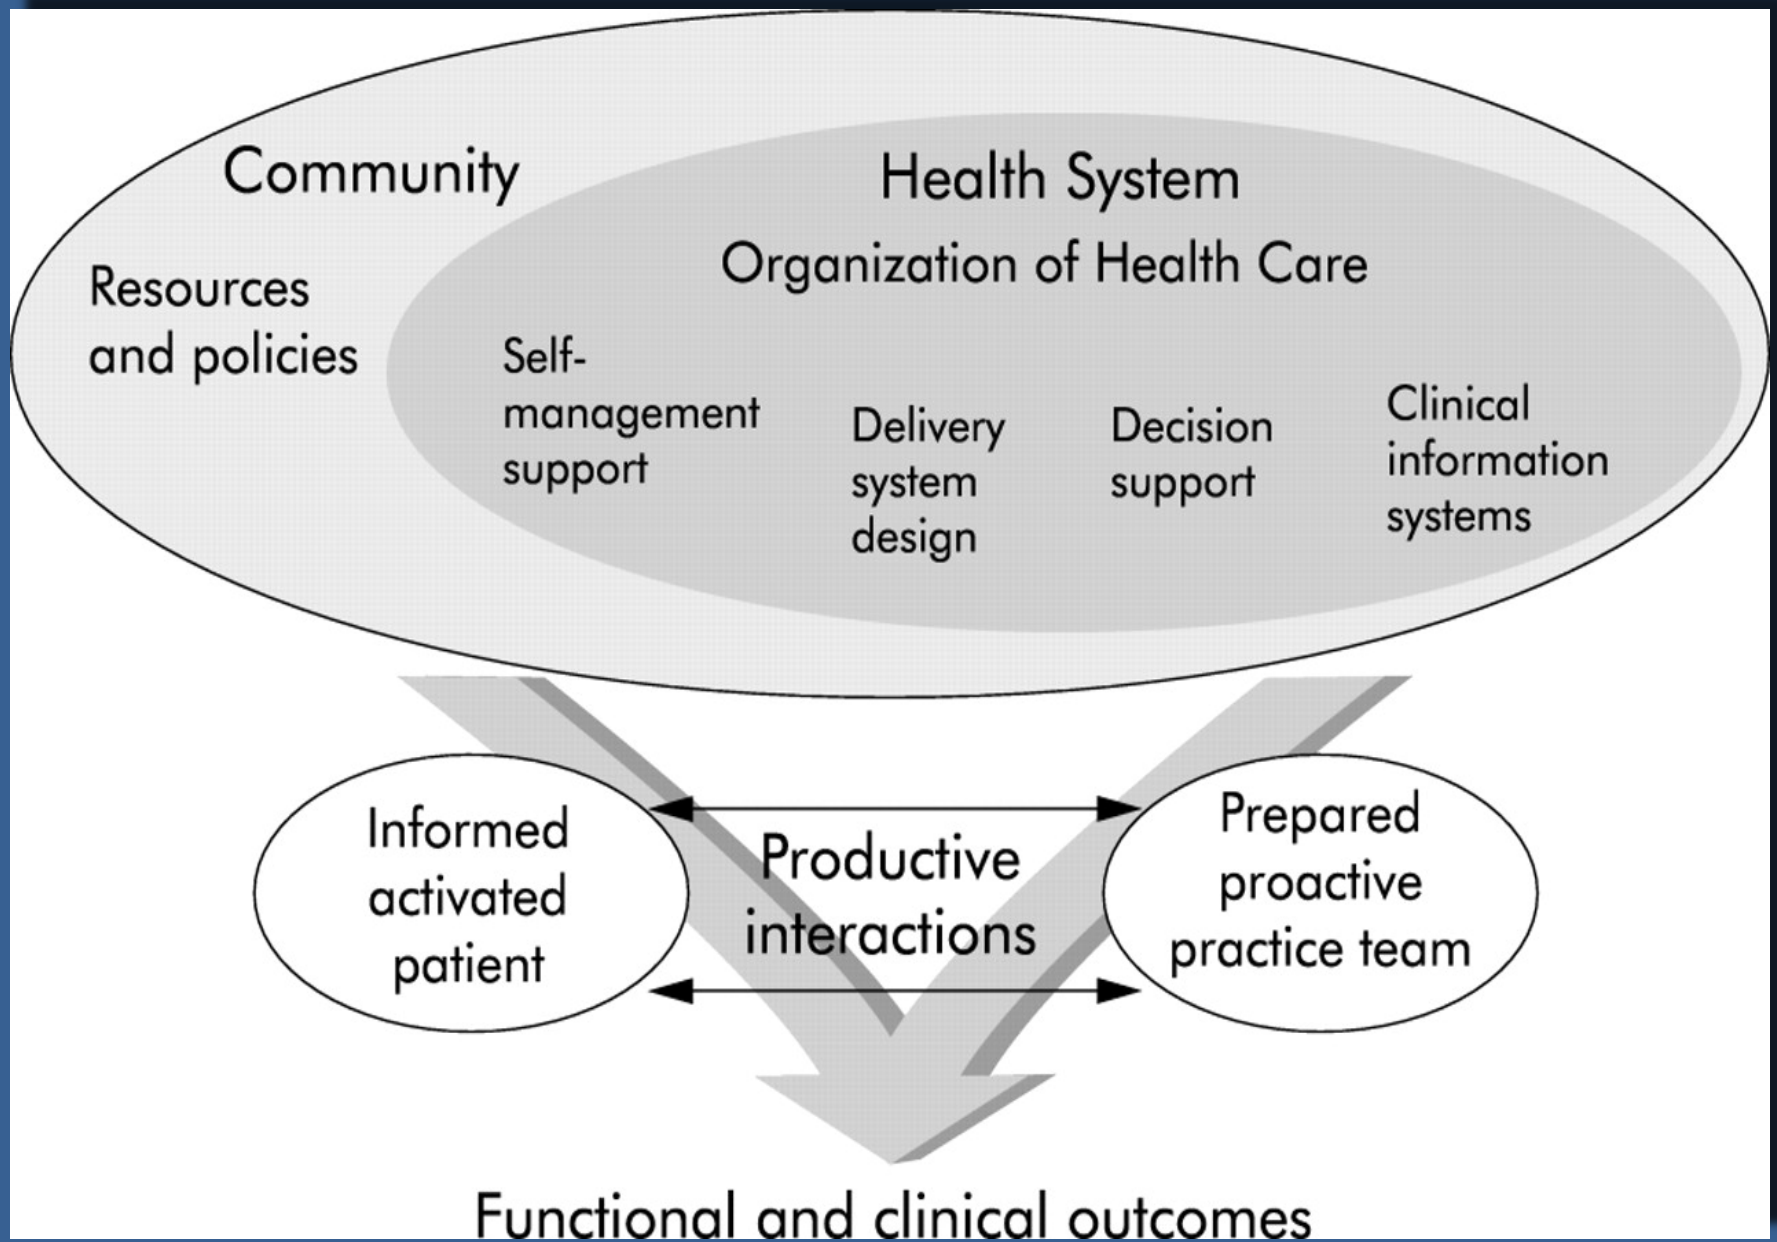 Community
Resources
and policies
Health System
Organization of Health Care
Self-
management
support
Delivery
system
design
Decision
support
Clinical
information
systems
Informed
activated
patient
Productive
interactions
Prepared
proactive
practice team
Functional and clinical outcomes